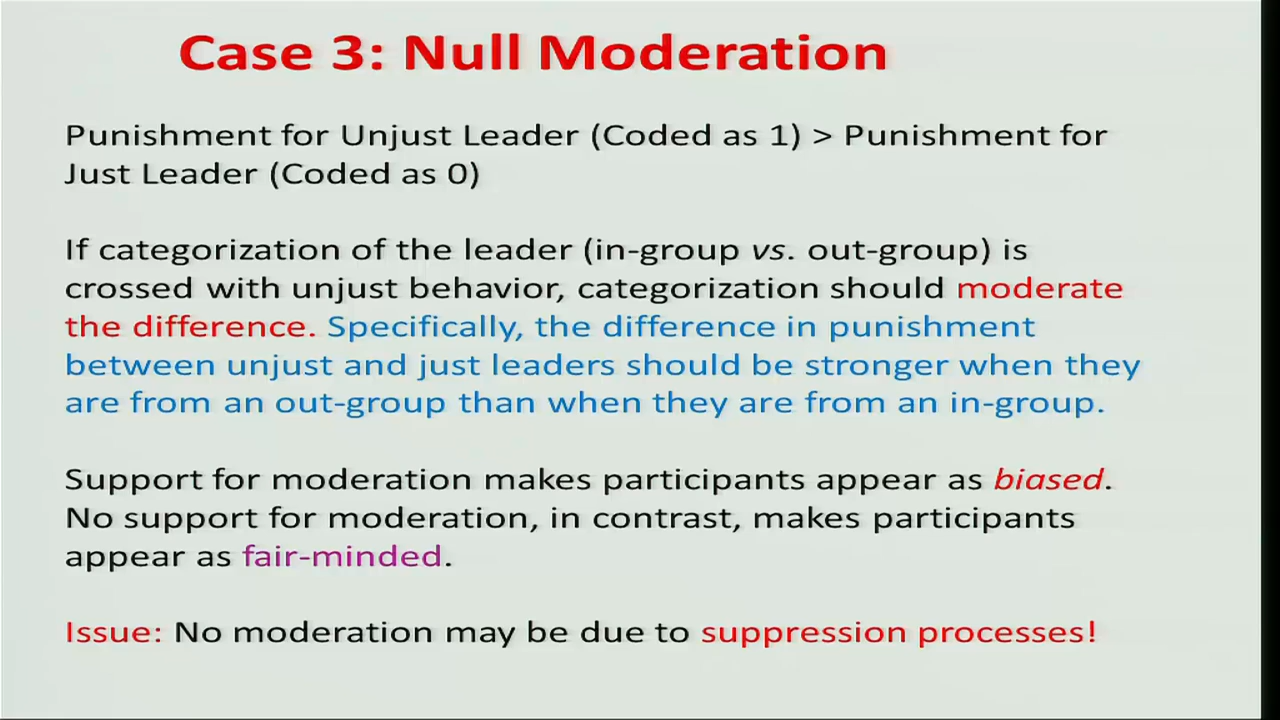 Case 3: Null Moderation
Punishment for Unjust Leader (Coded as 1) > Punishment for
Just Leader (Coded as 0)
If categorization of the leader (in-group vs. out-group) is
crossed with unjust behavior, categorization should moderate
the difference. Specifically, the difference in punishment
between unjust and just leaders should be stronger when they
are from an out-group than when they are from an in-group.
Support for moderation makes participants appear as biased.
No support for moderation, in contrast, makes participants
appear as fair-minded.
Issue: No moderation may be due to suppression processes!